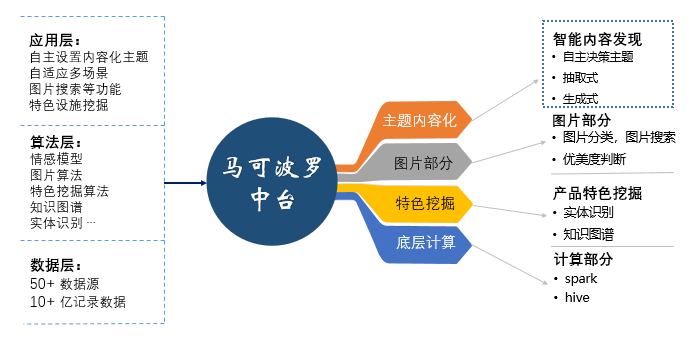 应用层：
自主设置内容化主题
自适应多场景
图片搜索等功能
特色设施挖掘
算法层：
情感模型
图片算法
特色挖掘算法
知识图谱
实体识别 …
数据层：
50+ 数据源
10+ 亿记录数据
马可波罗
中台
主题内容化
图片部分
特色挖掘
底层计算
智能内容发现
• 自主决策主题
• 抽取式
• 生成式
图片部分
• 图片分类，图片搜索
• 优美度判断
产品特色挖掘
• 实体识别
• 知识图谱
计算部分
• spark
• hive